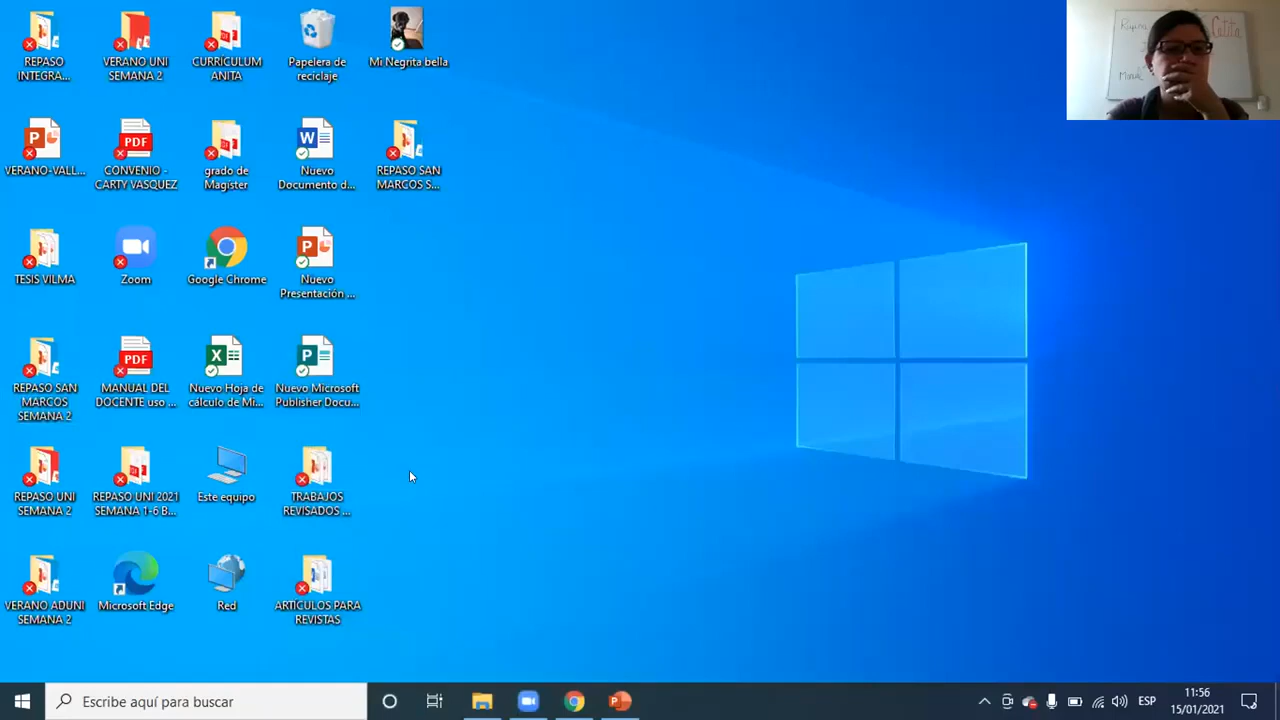 REPASO
INTEGRA...
VERANO UNI
SEMANA 2
CURRÍCULUM
ANITA
Papelera de
reciclaje
Mi Negrita bella
VERANO-VALL...
CONVENIO -
CARTY VASQUEZ
grado de
Magister
Nuevo
Documento d...
REPASO SAN
MARCOS S...
TESIS VILMA
Zoom
Google Chrome
Nuevo
Presentación ...
REPASO SAN
MARCOS
SEMANA 2
MANUAL DEL
DOCENTE uso ...
Nuevo Hoja de
cálculo de Mi...
Nuevo Microsoft
Publisher Docu...
REPASO UNI
SEMANA 2
REPASO UNI 2021
SEMANA 1-6 B...
Este equipo
TRABAJOS
REVISADOS ...
VERANO ADUNI
SEMANA 2
Microsoft Edge
Red
ARTICULOS PARA
REVISTAS
Escribe aquí para buscar
ESP
11:56
15/01/2021
PDF
PDF
Catita